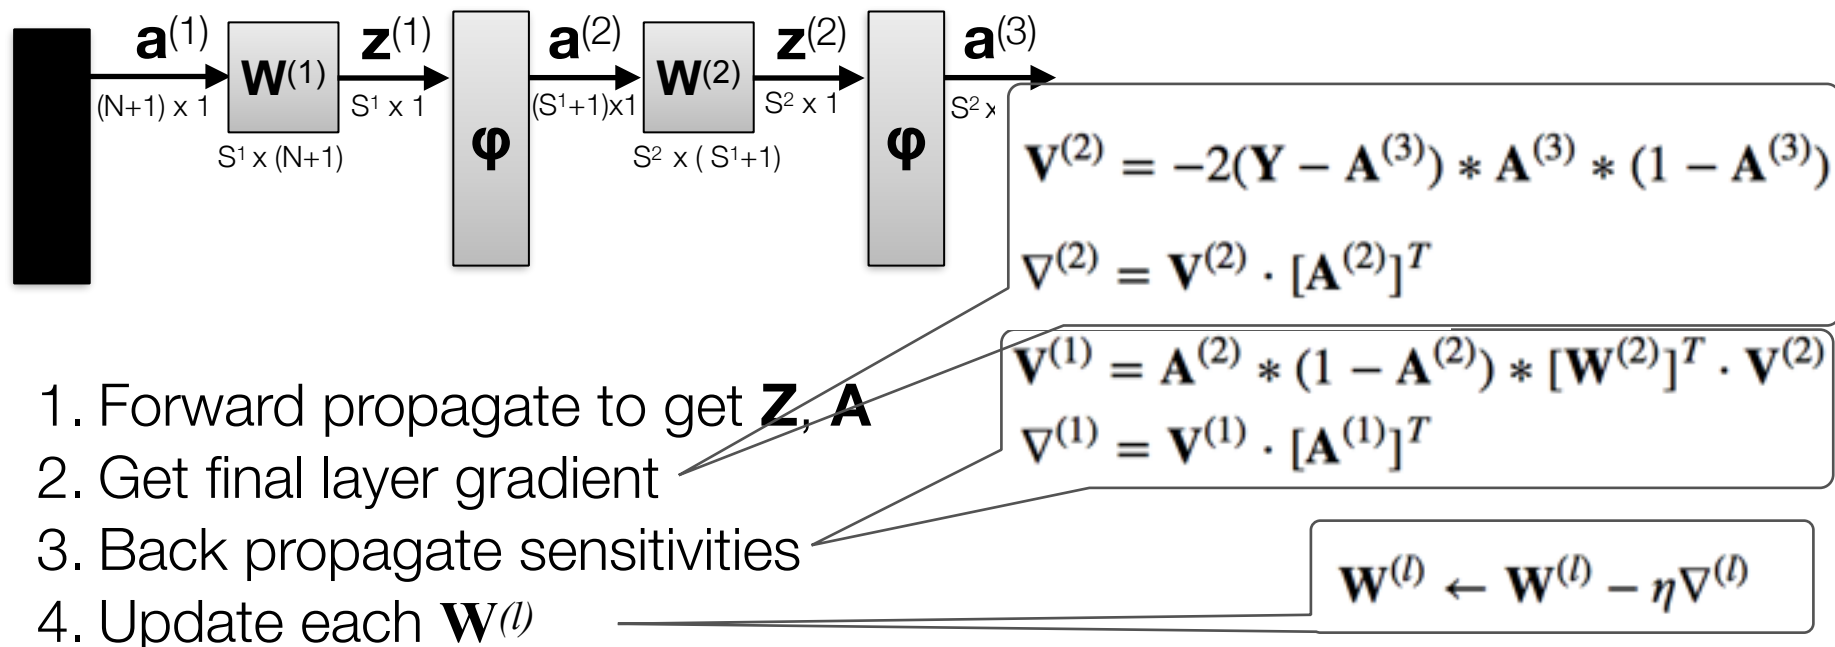 a⁽¹⁾ z⁽¹⁾ a⁽²⁾ z⁽²⁾ a⁽³⁾
W⁽¹⁾ W⁽²⁾
(N+1) x 1 S¹ x 1 (S¹+1)x1 S² x 1 S² x
φ φ
S¹ x (N+1) S² x ( S¹+1)
V⁽²⁾ = −2(Y − A⁽³⁾) * A⁽³⁾ * (1 − A⁽³⁾)
∇⁽²⁾ = V⁽²⁾ · [A⁽²⁾]ᵀ
V⁽¹⁾ = A⁽²⁾ * (1 − A⁽²⁾) * [W⁽²⁾]ᵀ · V⁽²⁾
∇⁽¹⁾ = V⁽¹⁾ · [A⁽¹⁾]ᵀ
1. Forward propagate to get Z, A
2. Get final layer gradient
3. Back propagate sensitivities
4. Update each W⁽ˡ⁾
W⁽ˡ⁾ ← W⁽ˡ⁾ − η∇⁽ˡ⁾